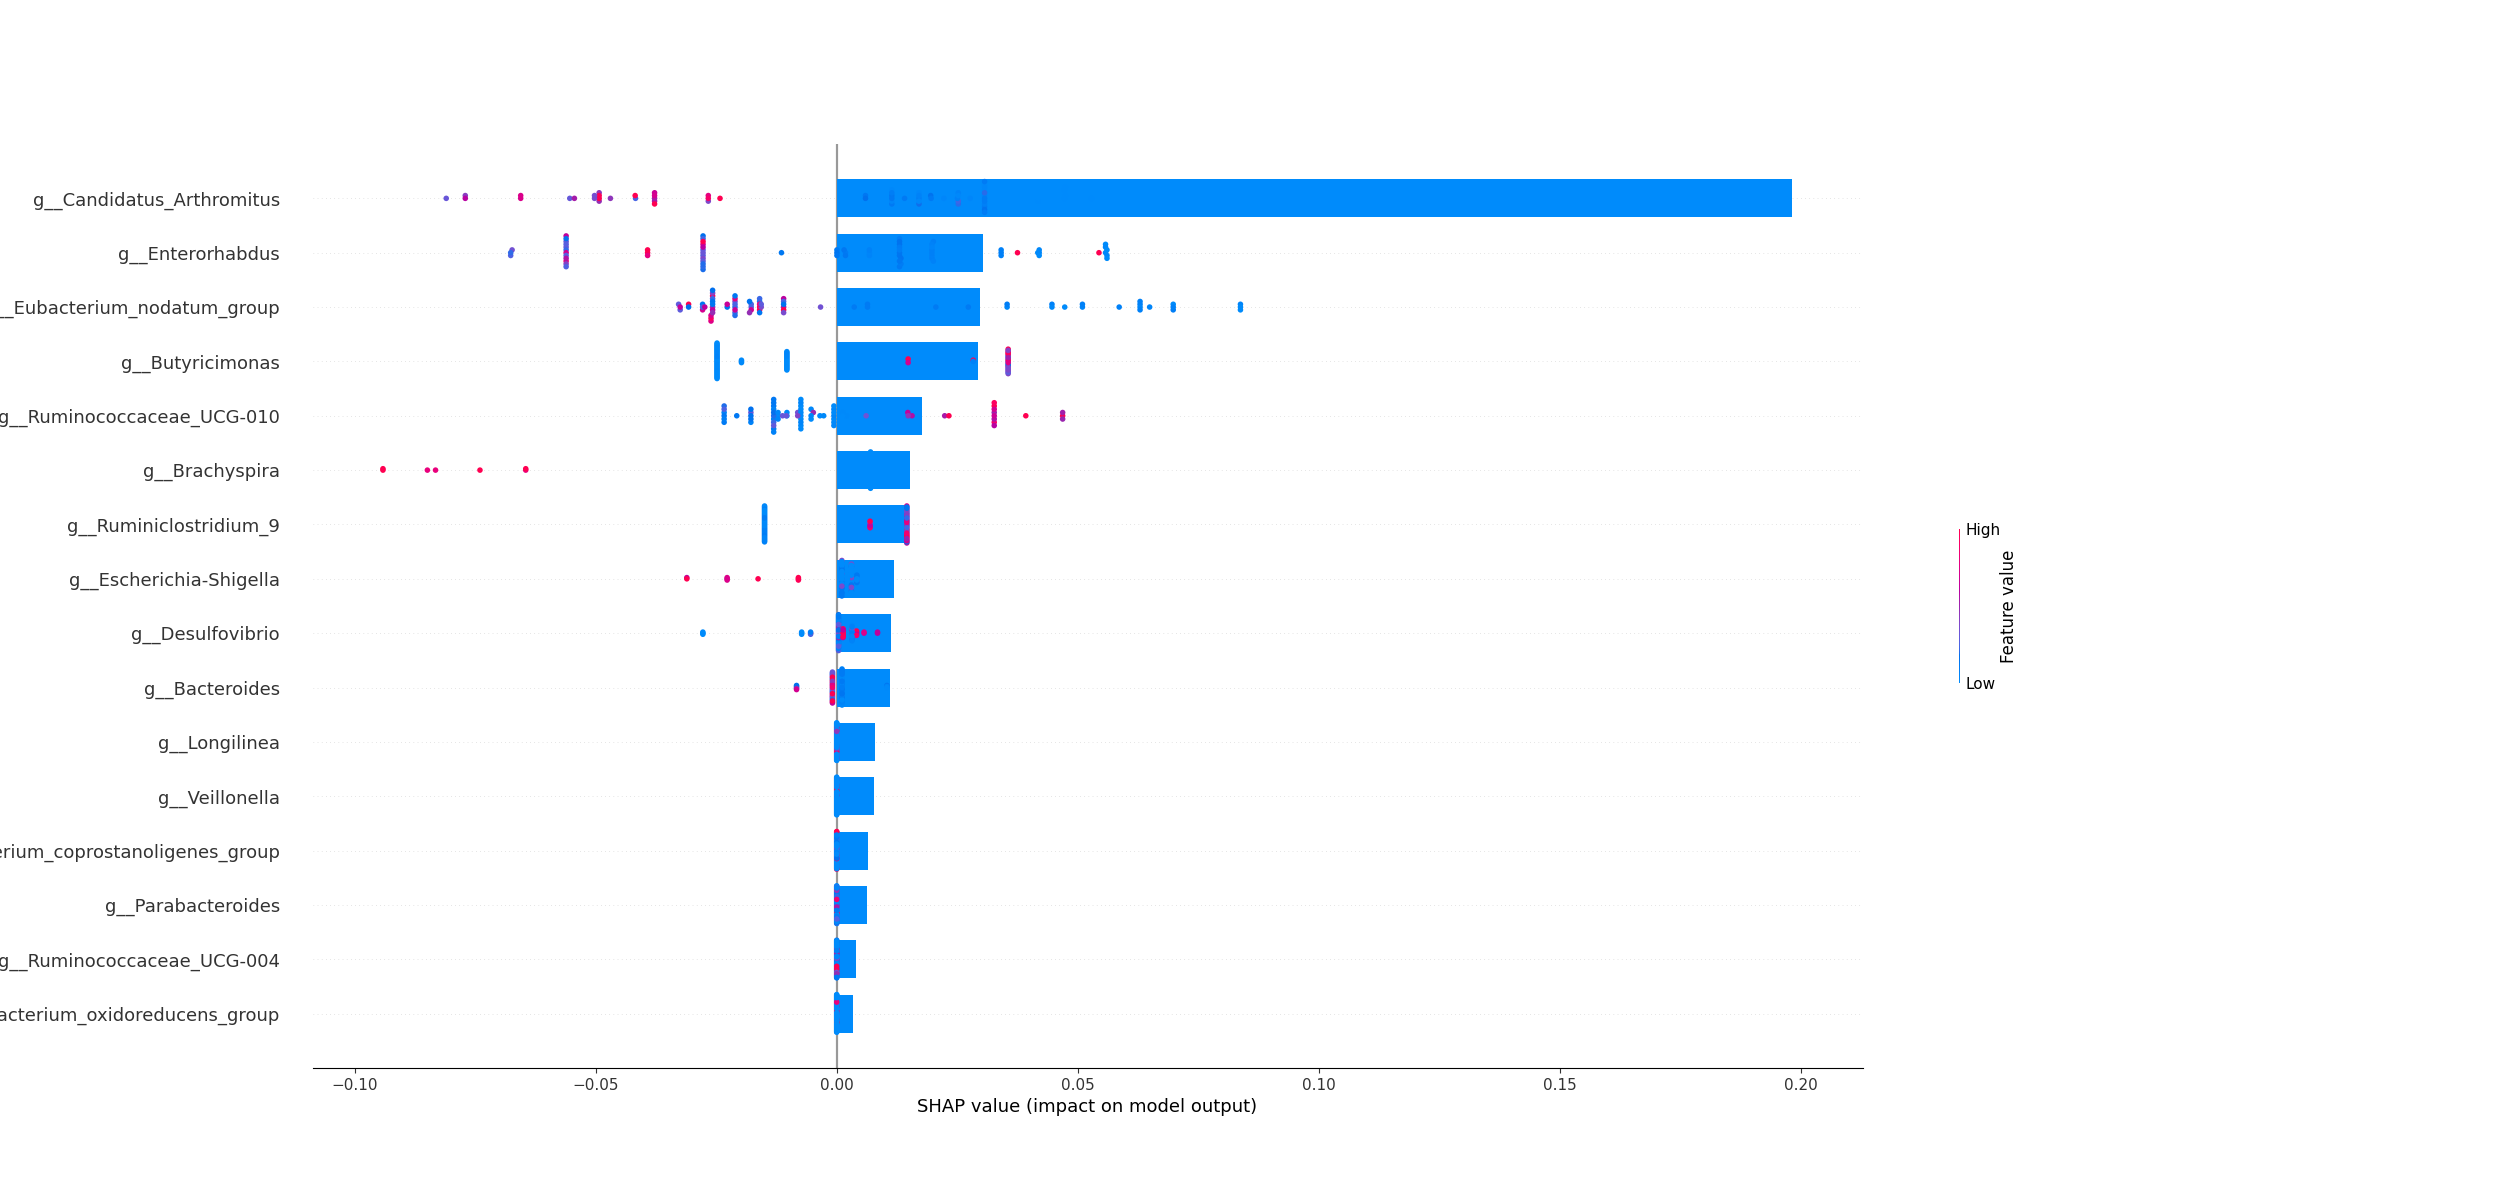 g__Candidatus_Arthromitus
g__Enterorhabdus
__Eubacterium_nodatum_group
g__Butyricimonas
g__Ruminococcaceae_UCG-010
g__Brachyspira
g__Ruminiclostridium_9
g__Escherichia-Shigella
g__Desulfovibrio
g__Bacteroides
g__Longilinea
g__Veillonella
erium_coprostanoligenes_group
g__Parabacteroides
g__Ruminococcaceae_UCG-004
acterium_oxidoreducens_group
−0.10 −0.05 0.00 0.05 0.10 0.15 0.20
SHAP value (impact on model output)
High
Feature value
Low